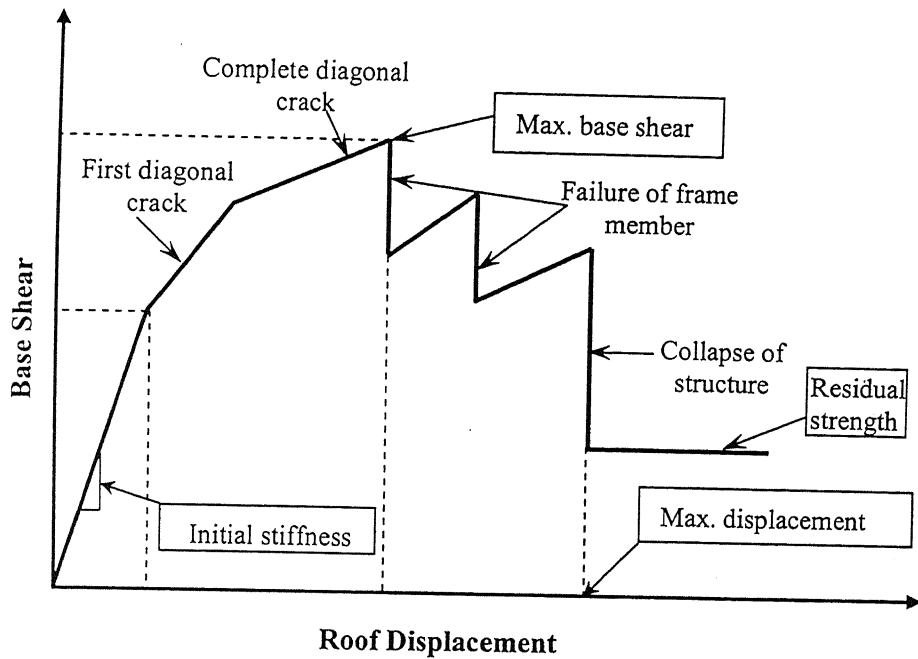 Complete diagonal
crack
Max. base shear
First diagonal
crack
Failure of frame
member
Base Shear
Collapse of
structure
Residual
strength
Initial stiffness
Max. displacement
Roof Displacement